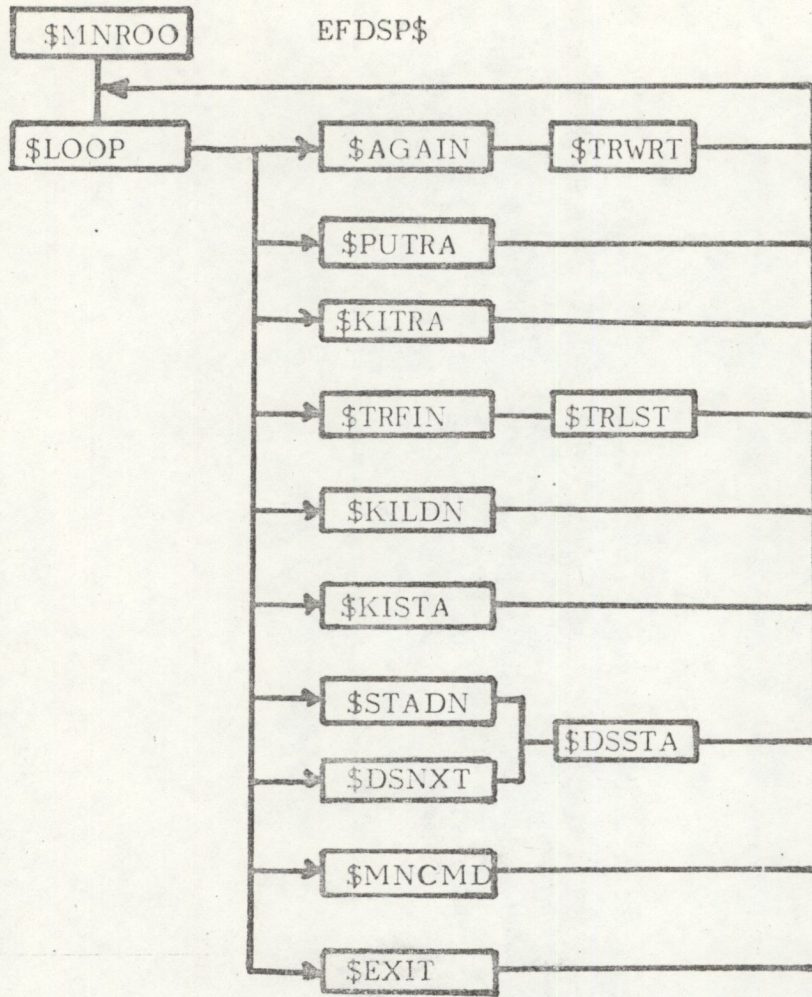 $MNROO
EFDSP$
$LOOP
$AGAIN
$TRWRT
$PUTRA
$KITRA
$TRFIN
$TRLST
$KILDN
$KISTA
$STADN
$DSSTA
$DSNXT
$MNCMD
$EXIT